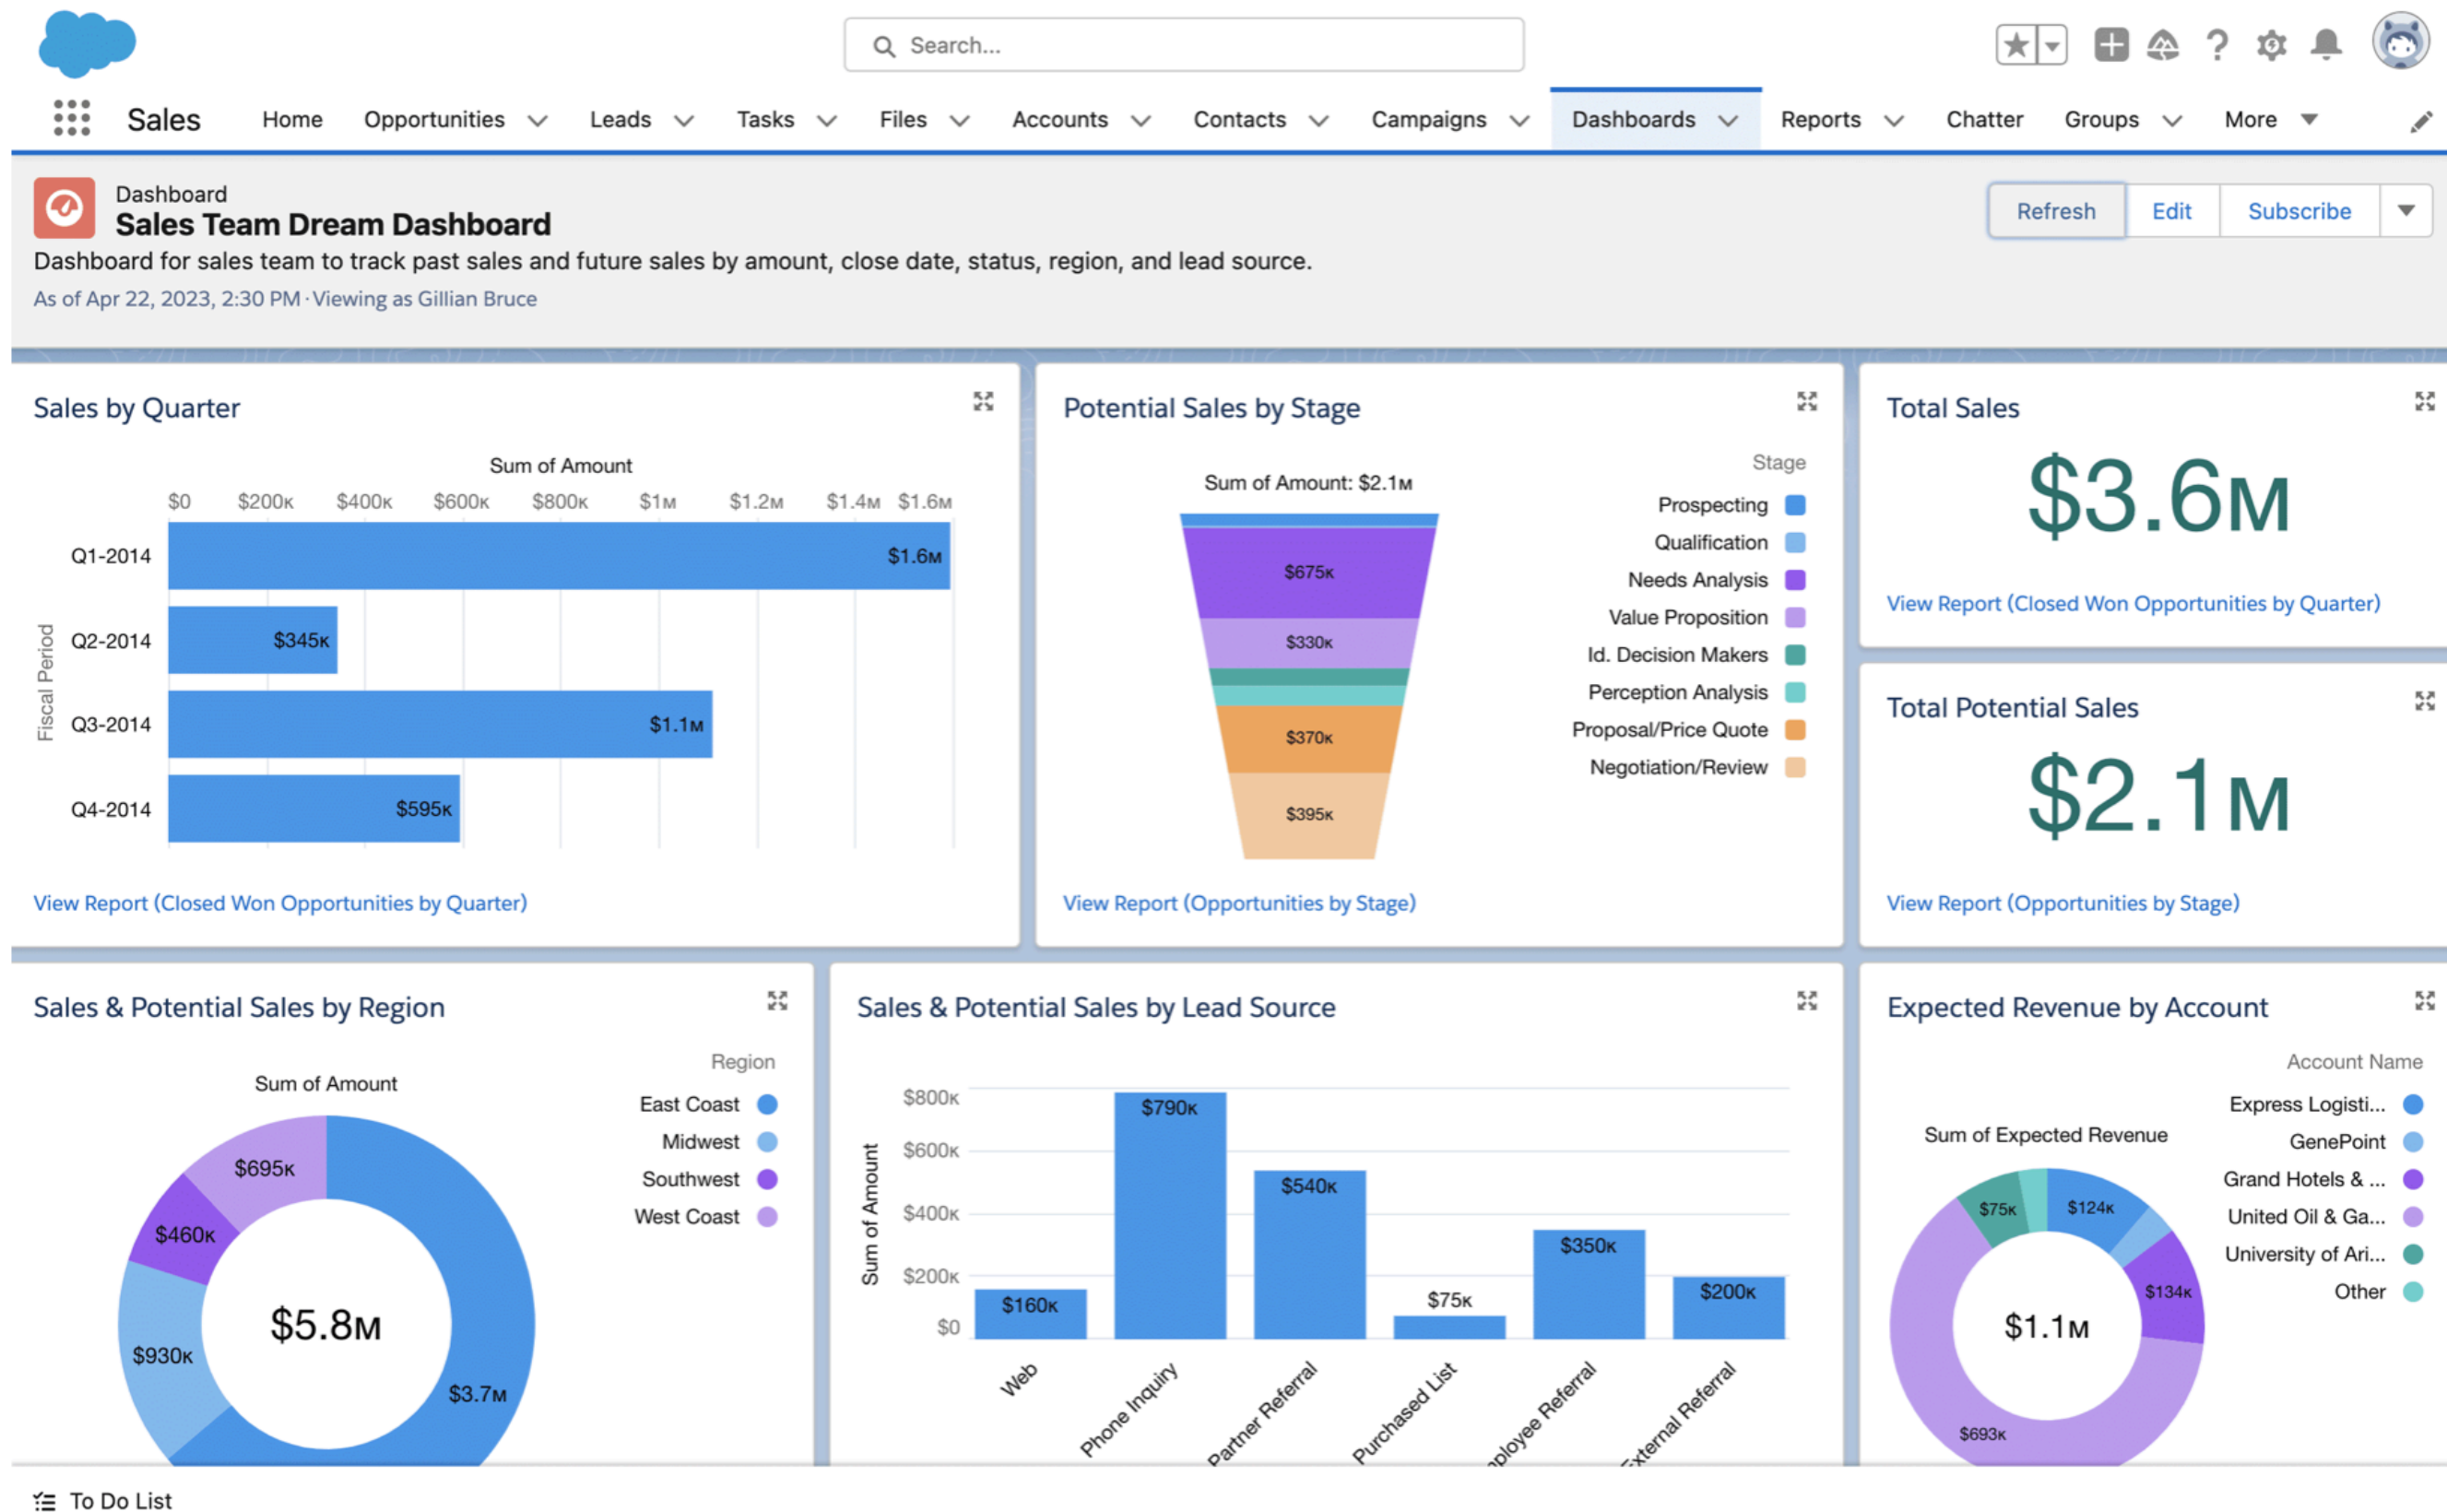 Search...
Sales Home Opportunities Leads Tasks Files Accounts Contacts Campaigns Dashboards Reports Chatter Groups More
Dashboard
Sales Team Dream Dashboard
Dashboard for sales team to track past sales and future sales by amount, close date, status, region, and lead source.
As of Apr 22, 2023, 2:30 PM·Viewing as Gillian Bruce
Refresh Edit Subscribe
Sales by Quarter
Sum of Amount
$0 $200K $400K $600K $800K $1M $1.2M $1.4M $1.6M
Fiscal Period
Q1-2014 $1.6M
Q2-2014 $345K
Q3-2014 $1.1M
Q4-2014 $595K
View Report (Closed Won Opportunities by Quarter)
Potential Sales by Stage
Sum of Amount: $2.1M
$675K
$330K
$370K
$395K
Stage
Prospecting
Qualification
Needs Analysis
Value Proposition
Id. Decision Makers
Perception Analysis
Proposal/Price Quote
Negotiation/Review
View Report (Opportunities by Stage)
Total Sales
$3.6M
View Report (Closed Won Opportunities by Quarter)
Total Potential Sales
$2.1M
View Report (Opportunities by Stage)
Sales & Potential Sales by Region
Sum of Amount
$695K
$460K
$930K
$3.7M
$5.8M
Region
East Coast
Midwest
Southwest
West Coast
Sales & Potential Sales by Lead Source
Sum of Amount
$800K
$600K
$400K
$200K
$0
$160K
$790K
$540K
$75K
$350K
$200K
Web
Phone Inquiry
Partner Referral
Purchased List
ployee Referral
xternal Referral
Expected Revenue by Account
Sum of Expected Revenue
$75K
$124K
$134K
$693K
$1.1M
Account Name
Express Logisti...
GenePoint
Grand Hotels & ...
United Oil & Ga...
University of Ari...
Other
To Do List